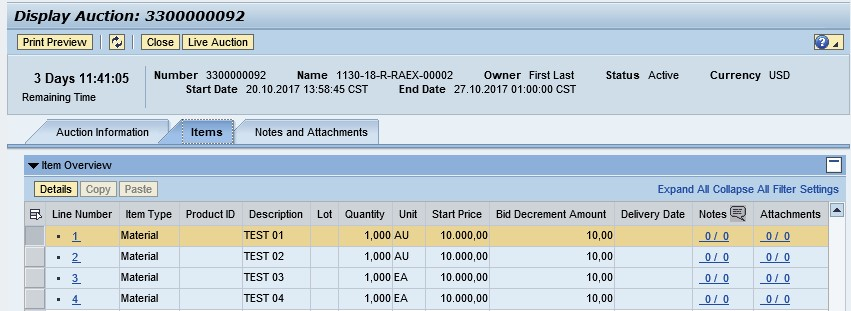 Display Auction: 3300000092
Print Preview Close Live Auction
3 Days 11:41:05 Number 3300000092 Name 1130-18-R-RAEX-00002 Owner First Last Status Active Currency USD
Remaining Time Start Date 20.10.2017 13:58:45 CST End Date 27.10.2017 01:00:00 CST
Auction Information Items Notes and Attachments
Item Overview
Details Copy Paste Expand All Collapse All Filter Settings
Line Number Item Type Product ID Description Lot Quantity Unit Start Price Bid Decrement Amount Delivery Date Notes Attachments
1 Material TEST 01 1,000 AU 10.000,00 10,00 0 / 0 0 / 0
2 Material TEST 02 1,000 AU 10.000,00 10,00 0 / 0 0 / 0
3 Material TEST 03 1,000 EA 10.000,00 10,00 0 / 0 0 / 0
4 Material TEST 04 1,000 EA 10.000,00 10,00 0 / 0 0 / 0